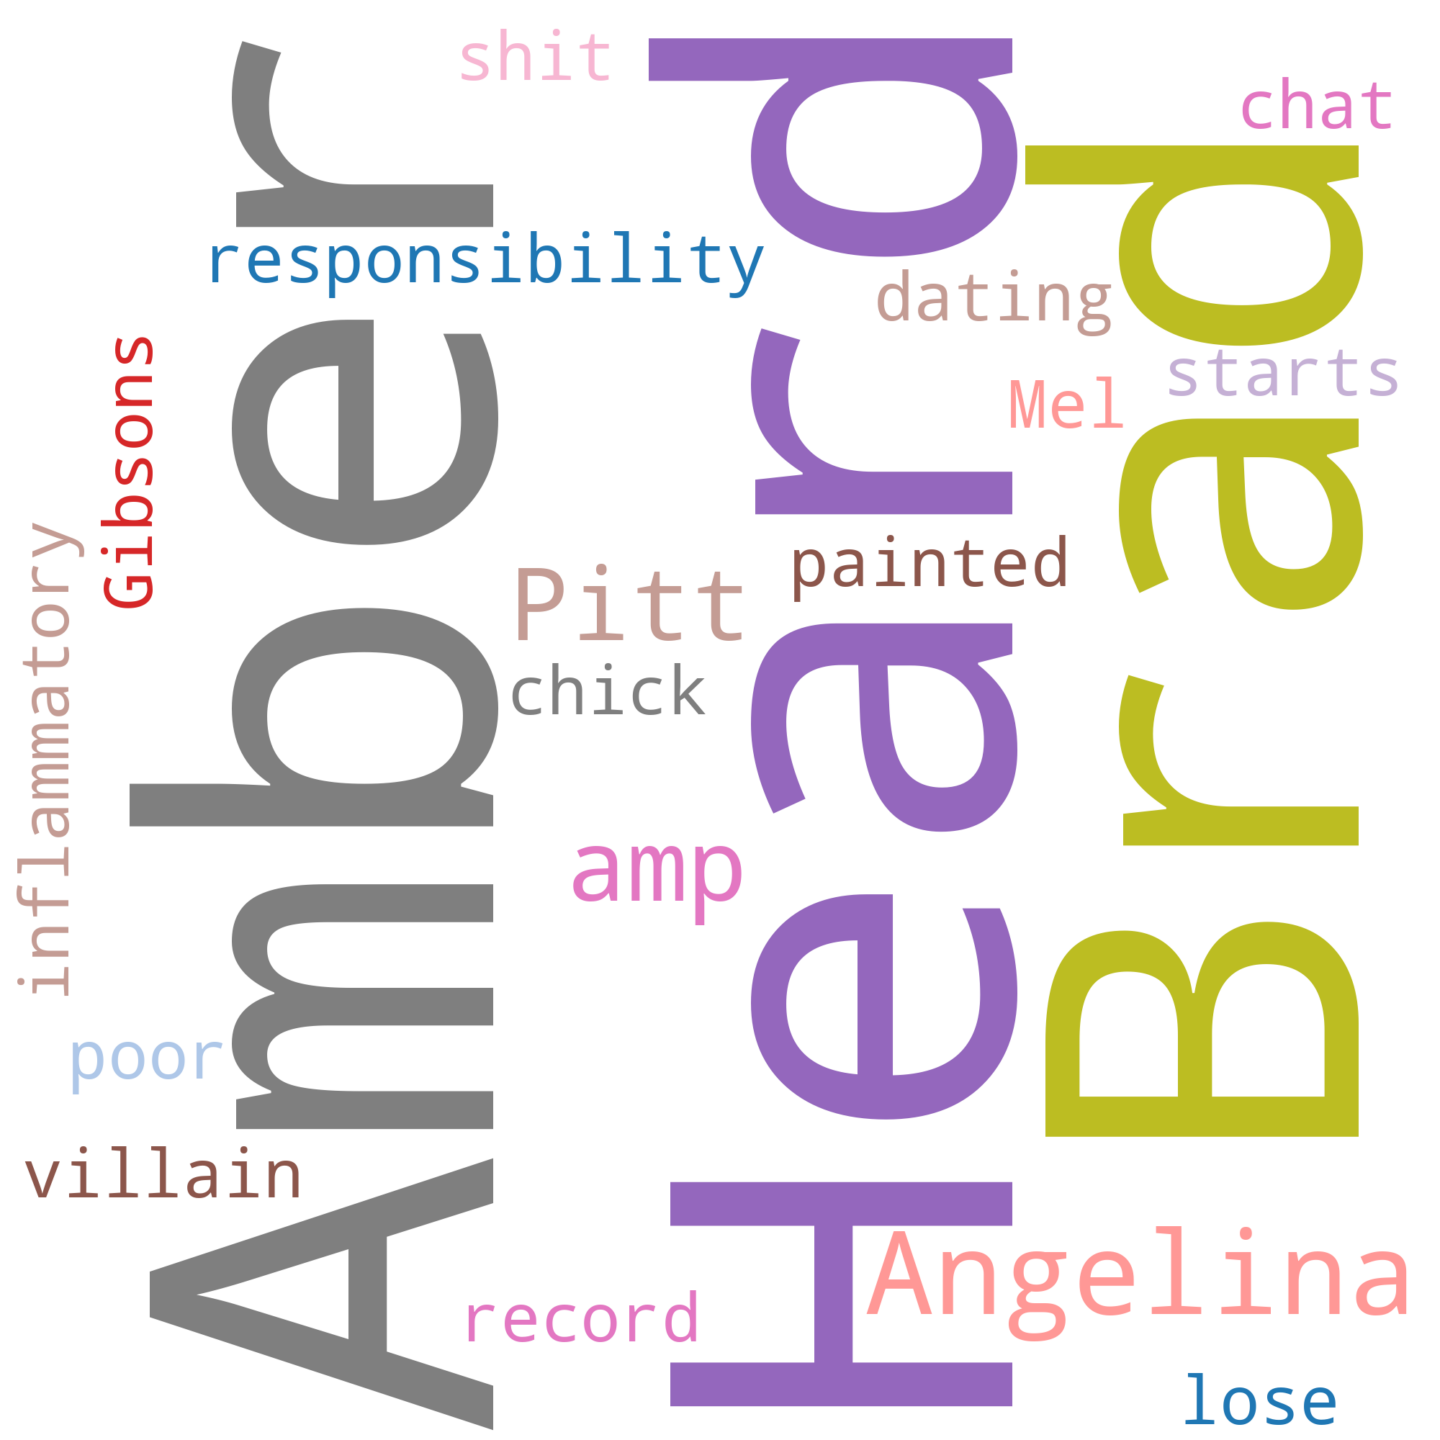 shit
chat
Amber
Heard
Brad
responsibility
dating
Gibsons
starts
Mel
inflammatory
painted
Pitt
chick
amp
poor
villain
Angelina
record
lose